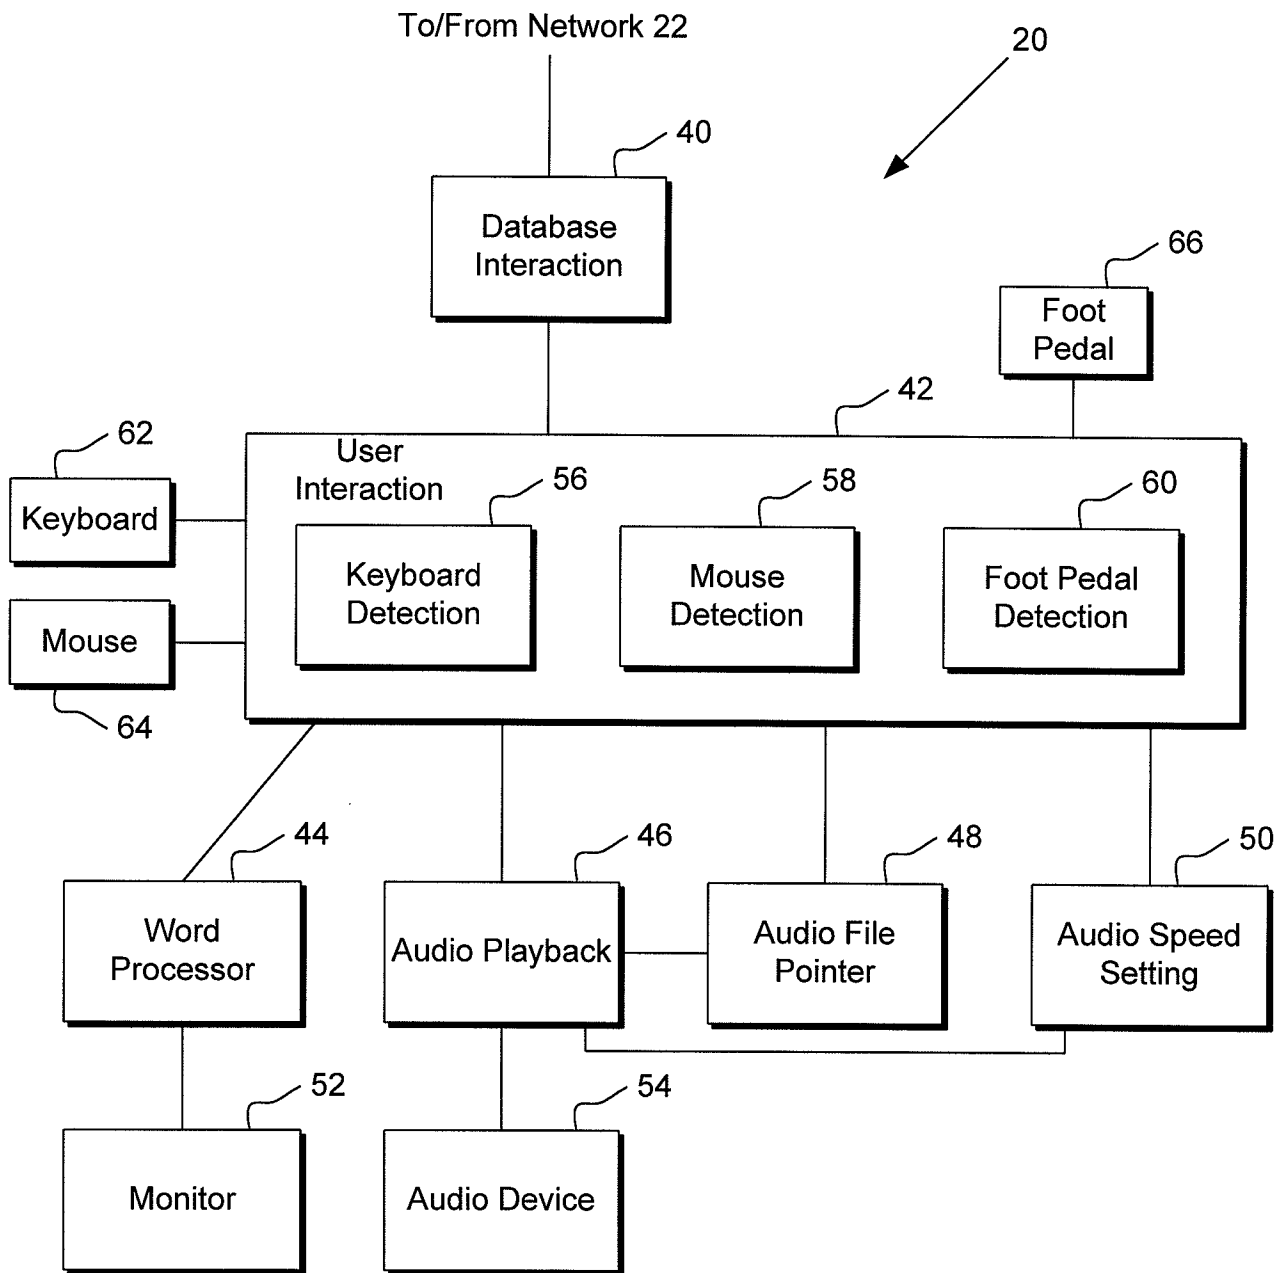 To/From Network 22
20
40
Database
Interaction
66
Foot
Pedal
42
62
Keyboard
User
Interaction
56
58
60
Keyboard
Detection
Mouse
Detection
Foot Pedal
Detection
Mouse
64
44
46
48
50
Word
Processor
Audio Playback
Audio File
Pointer
Audio Speed
Setting
52
54
Monitor
Audio Device